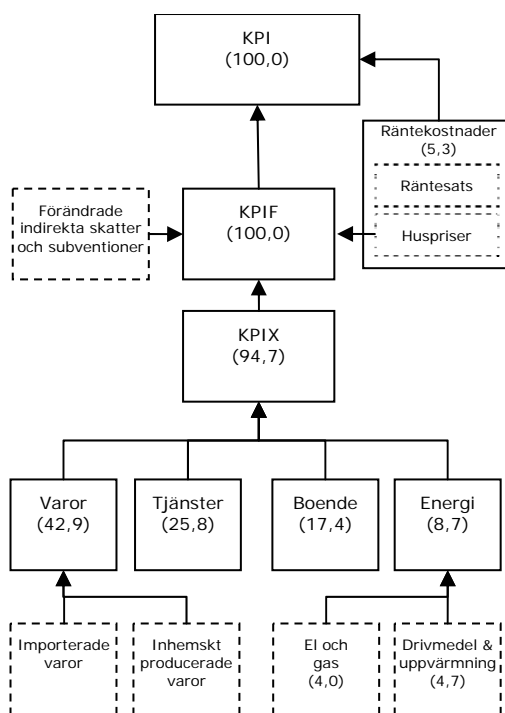 KPI
(100,0)
Räntekostnader
(5,3)
Räntesats
Huspriser
Förändrade
indirekta skatter
och subventioner
KPIF
(100,0)
KPIX
(94,7)
Varor
(42,9)
Tjänster
(25,8)
Boende
(17,4)
Energi
(8,7)
Importerade
varor
Inhemskt
producerade
varor
El och
gas
(4,0)
Drivmedel &
uppvärmning
(4,7)